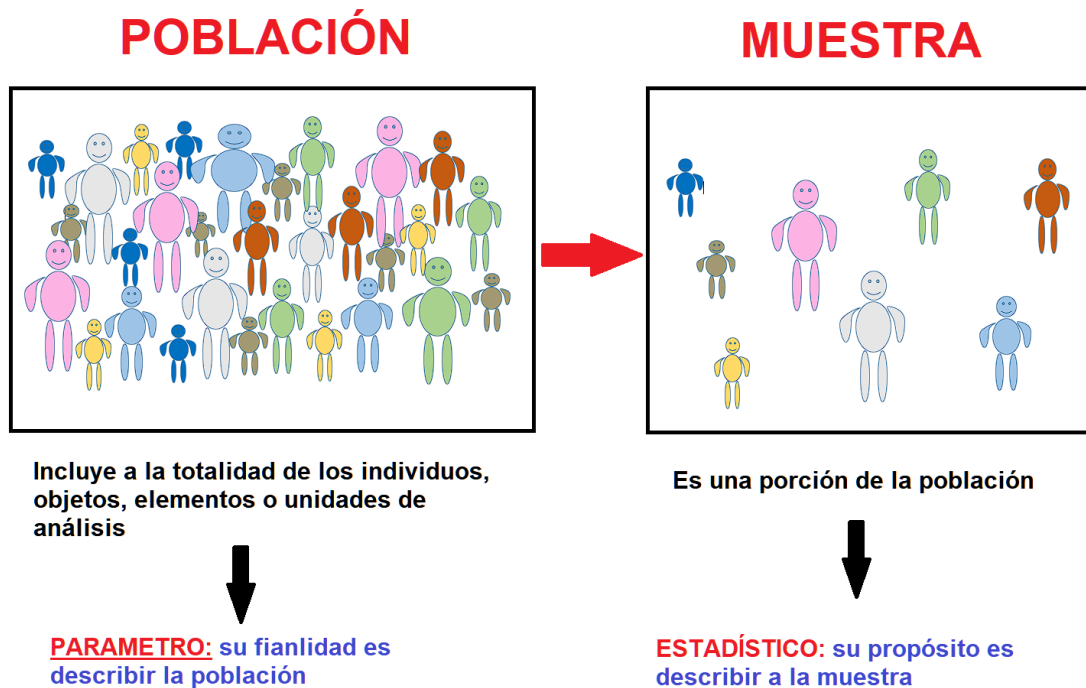 POBLACIÓN
MUESTRA
Incluye a la totalidad de los individuos,
objetos, elementos o unidades de
análisis
Es una porción de la población
PARAMETRO: su fianlidad es
describir la población
ESTADÍSTICO: su propósito es
describir a la muestra